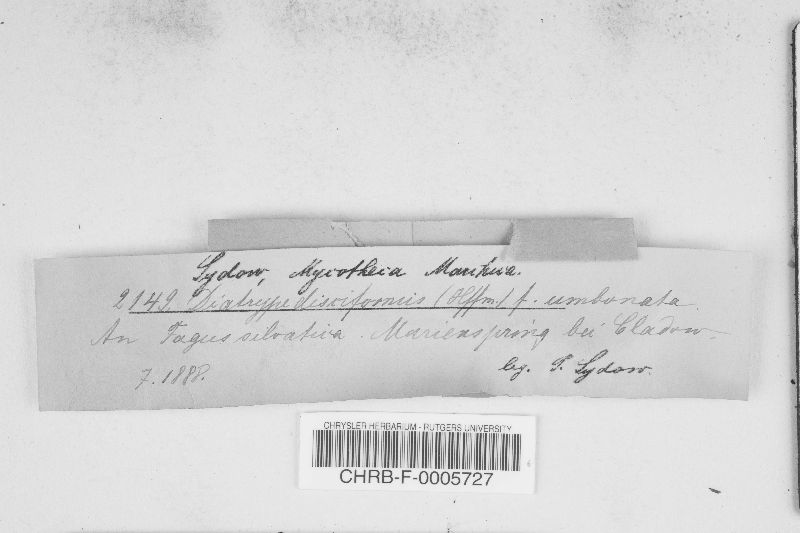 Sydow, Mycotheca Marchica.
2149. Diatrype disciformis (Hffm.) f. umbonata.
An Fagus silvatica. Marienspring bei Cladow.
7.1888. leg. P. Sydow.
CHRYSLER HERBARIUM - RUTGERS UNIVERSITY
CHRB-F-0005727